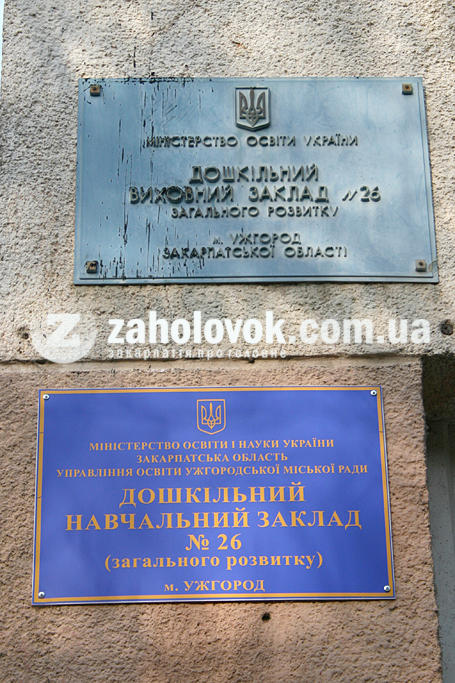 МІНІСТЕРСТВО ОСВІТИ УКРАЇНИ
ДОШКІЛЬНИЙ
ВИХОВНИЙ ЗАКЛАД №26
ЗАГАЛЬНОГО РОЗВИТКУ
м. УЖГОРОД
ЗАКАРПАТСЬКОЇ ОБЛАСТІ
Z zaholovok.com.ua
закарпаття про головне
МІНІСТЕРСТВО ОСВІТИ І НАУКИ УКРАЇНИ
ЗАКАРПАТСЬКА ОБЛАСТЬ
УПРАВЛІННЯ ОСВІТИ УЖГОРОДСЬКОЇ МІСЬКОЇ РАДИ
ДОШКІЛЬНИЙ
НАВЧАЛЬНИЙ ЗАКЛАД
№ 26
(загального розвитку)
м. УЖГОРОД